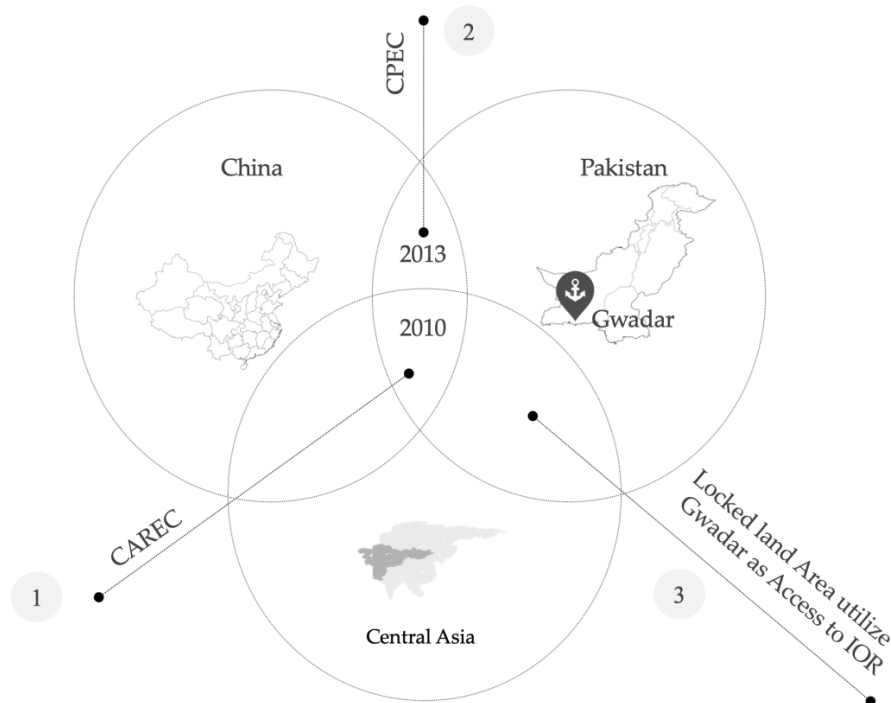 CPEC
2
China
Pakistan
2013
2010
Gwadar
CAREC
1
Central Asia
3
Locked land Area utilize
Gwadar as Access to IOR